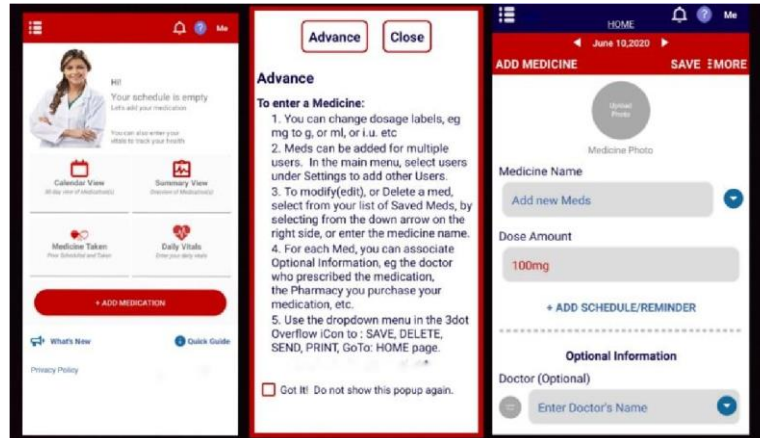 Me
Hi!
Your schedule is empty
Let's add your medication
You can also enter your
vitals to track your health
Calendar View
Summary View
Medicine Taken
Daily Vitals
Enter your daily vitals
+ ADD MEDICATION
What's New
Quick Guide
Privacy Policy
Advance
Close
Advance
To enter a Medicine:
1. You can change dosage labels, eg
mg to g, or ml, or i.u. etc
2. Meds can be added for multiple
users. In the main menu, select users
under Settings to add other Users.
3. To modify(edit), or Delete a med,
select from your list of Saved Meds, by
selecting from the down arrow on the
right side, or enter the medicine name.
4. For each Med, you can associate
Optional Information, eg the doctor
who prescribed the medication,
the Pharmacy you purchase your
medication, etc.
5. Use the dropdown menu in the 3dot
Overflow iCon to : SAVE, DELETE,
SEND, PRINT, GoTo: HOME page.
Got It! Do not show this popup again.
HOME
? Me
June 10,2020
ADD MEDICINE
SAVE
MORE
Upload
Photo
Medicine Photo
Medicine Name
Add new Meds
Dose Amount
100mg
+ ADD SCHEDULE/REMINDER
Optional Information
Doctor (Optional)
Enter Doctor's Name